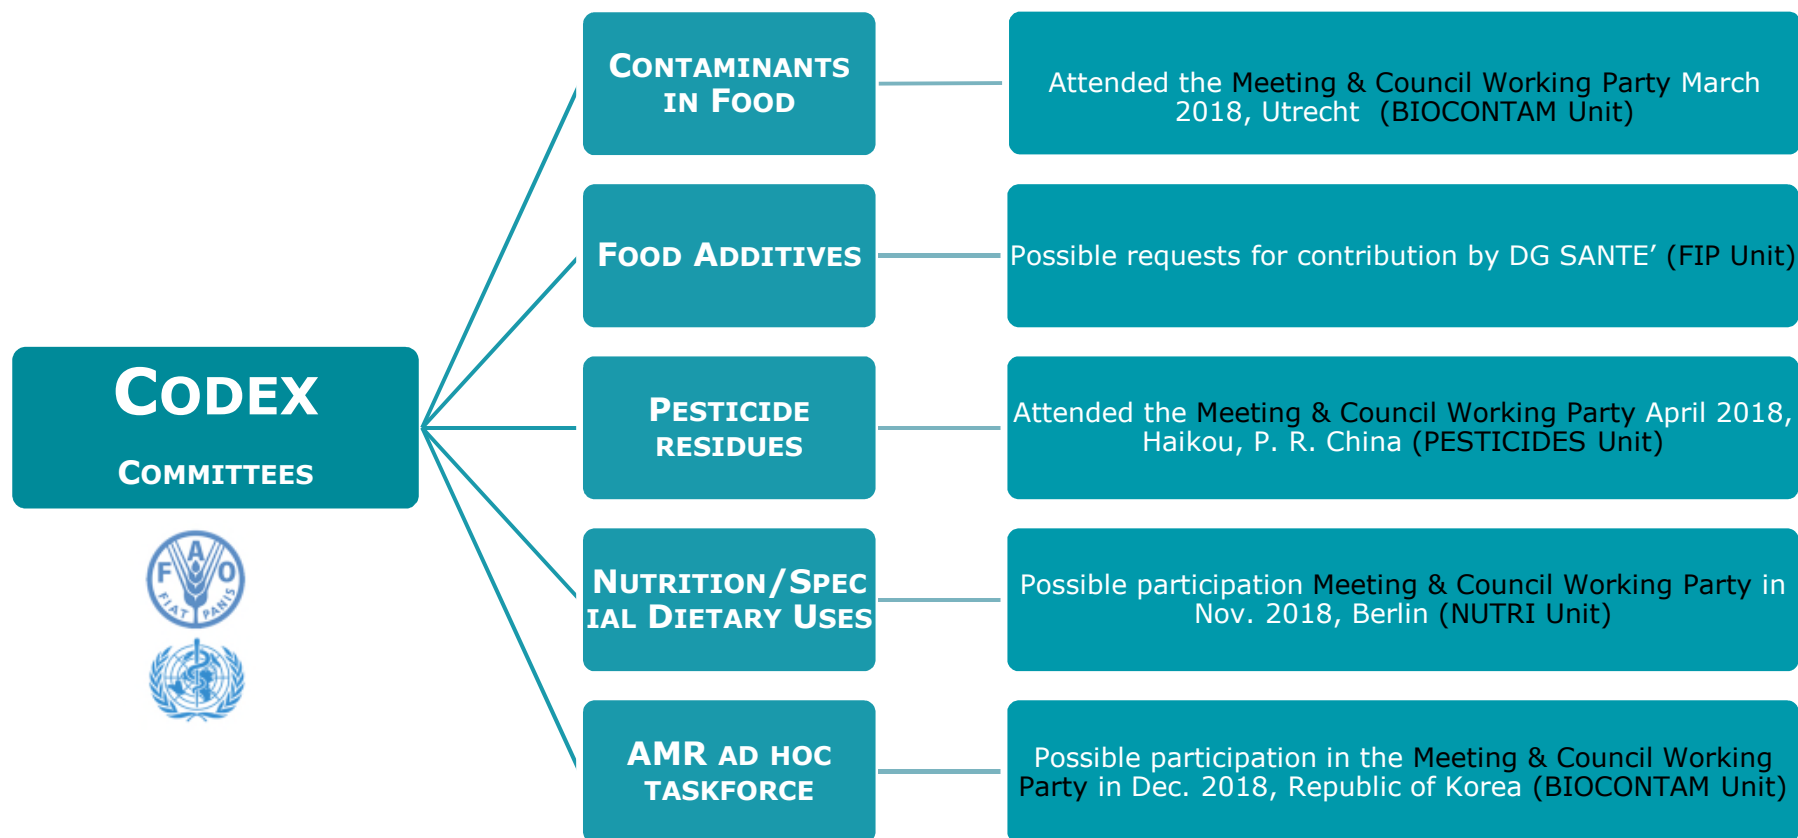 CODEX
COMMITTEES
F A O
FIAT PANIS
CONTAMINANTS
IN FOOD
Attended the Meeting & Council Working Party March
2018, Utrecht (BIOCONTAM Unit)
FOOD ADDITIVES
Possible requests for contribution by DG SANTE’ (FIP Unit)
PESTICIDE
RESIDUES
Attended the Meeting & Council Working Party April 2018,
Haikou, P. R. China (PESTICIDES Unit)
NUTRITION/SPEC
IAL DIETARY USES
Possible participation Meeting & Council Working Party in
Nov. 2018, Berlin (NUTRI Unit)
AMR AD HOC
TASKFORCE
Possible participation in the Meeting & Council Working
Party in Dec. 2018, Republic of Korea (BIOCONTAM Unit)